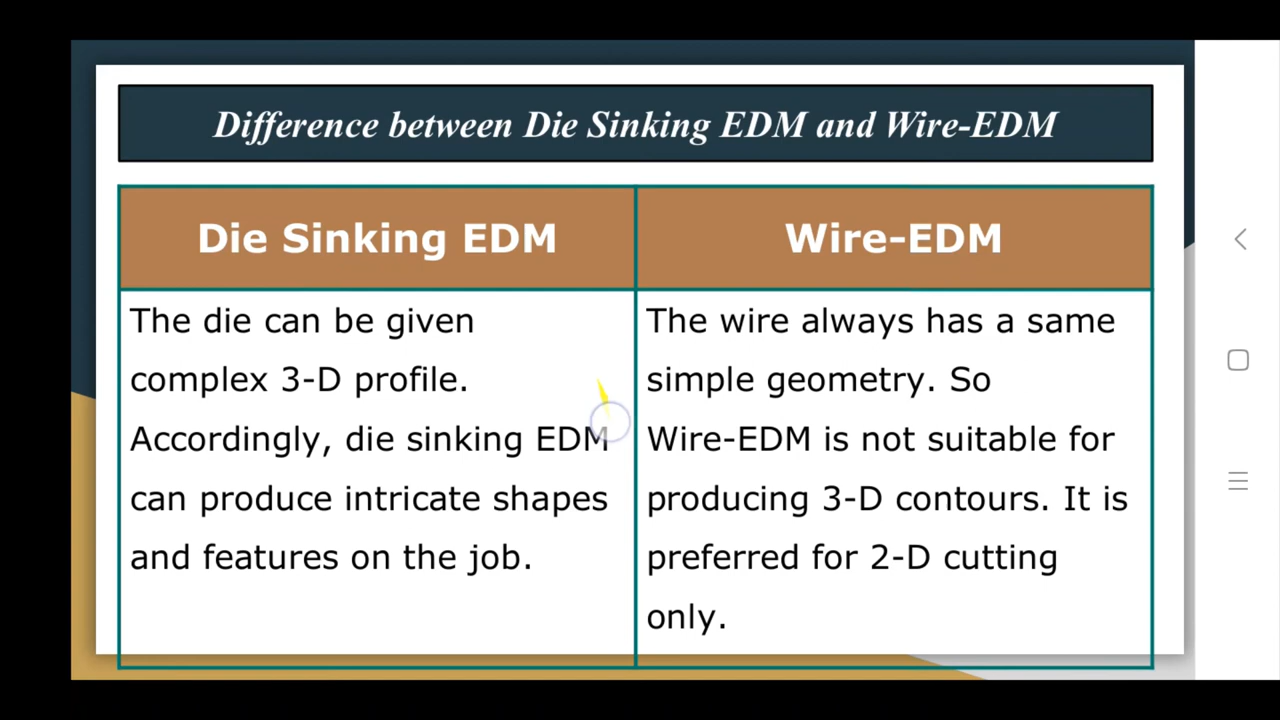 Difference between Die Sinking EDM and Wire-EDM
Die Sinking EDM
Wire-EDM
The die can be given
complex 3-D profile.
Accordingly, die sinking EDM
can produce intricate shapes
and features on the job.
The wire always has a same
simple geometry. So
Wire-EDM is not suitable for
producing 3-D contours. It is
preferred for 2-D cutting
only.